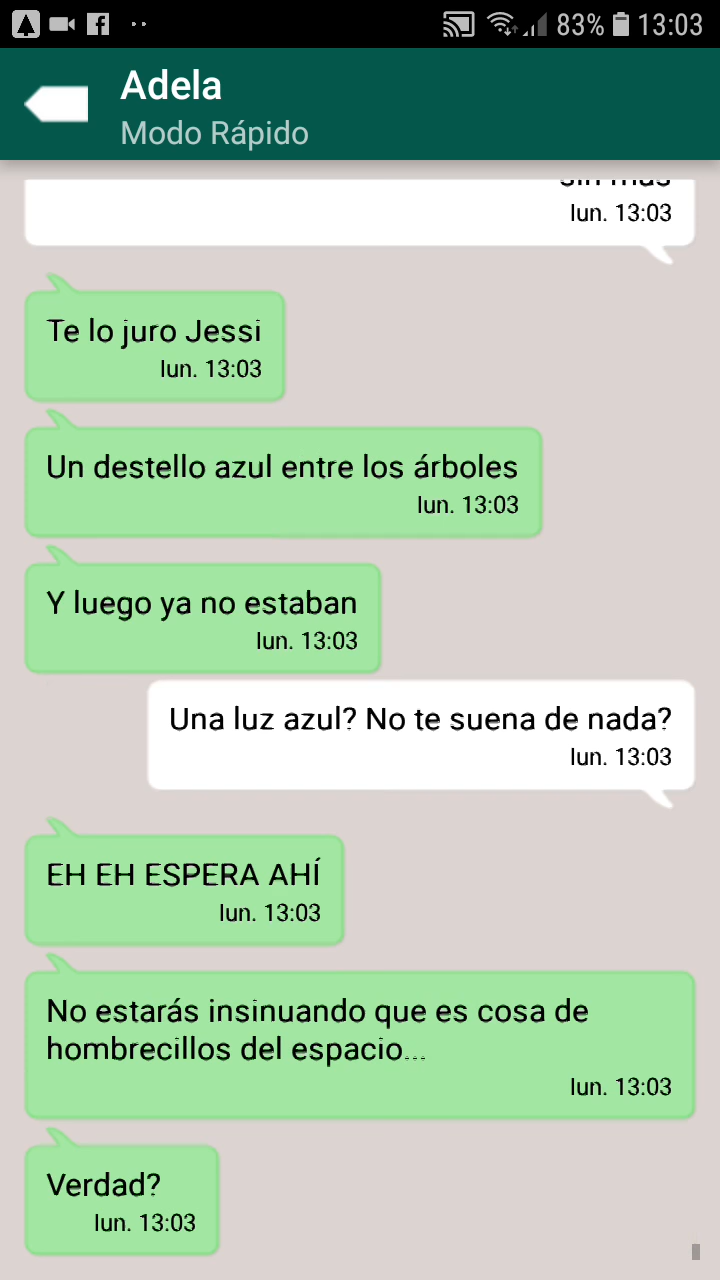 83% 13:03
Adela
Modo Rápido
sin más
lun. 13:03
Te lo juro Jessi
lun. 13:03
Un destello azul entre los árboles
lun. 13:03
Y luego ya no estaban
lun. 13:03
Una luz azul? No te suena de nada?
lun. 13:03
EH EH ESPERA AHÍ
lun. 13:03
No estarás insinuando que es cosa de
hombrecillos del espacio...
lun. 13:03
Verdad?
lun. 13:03